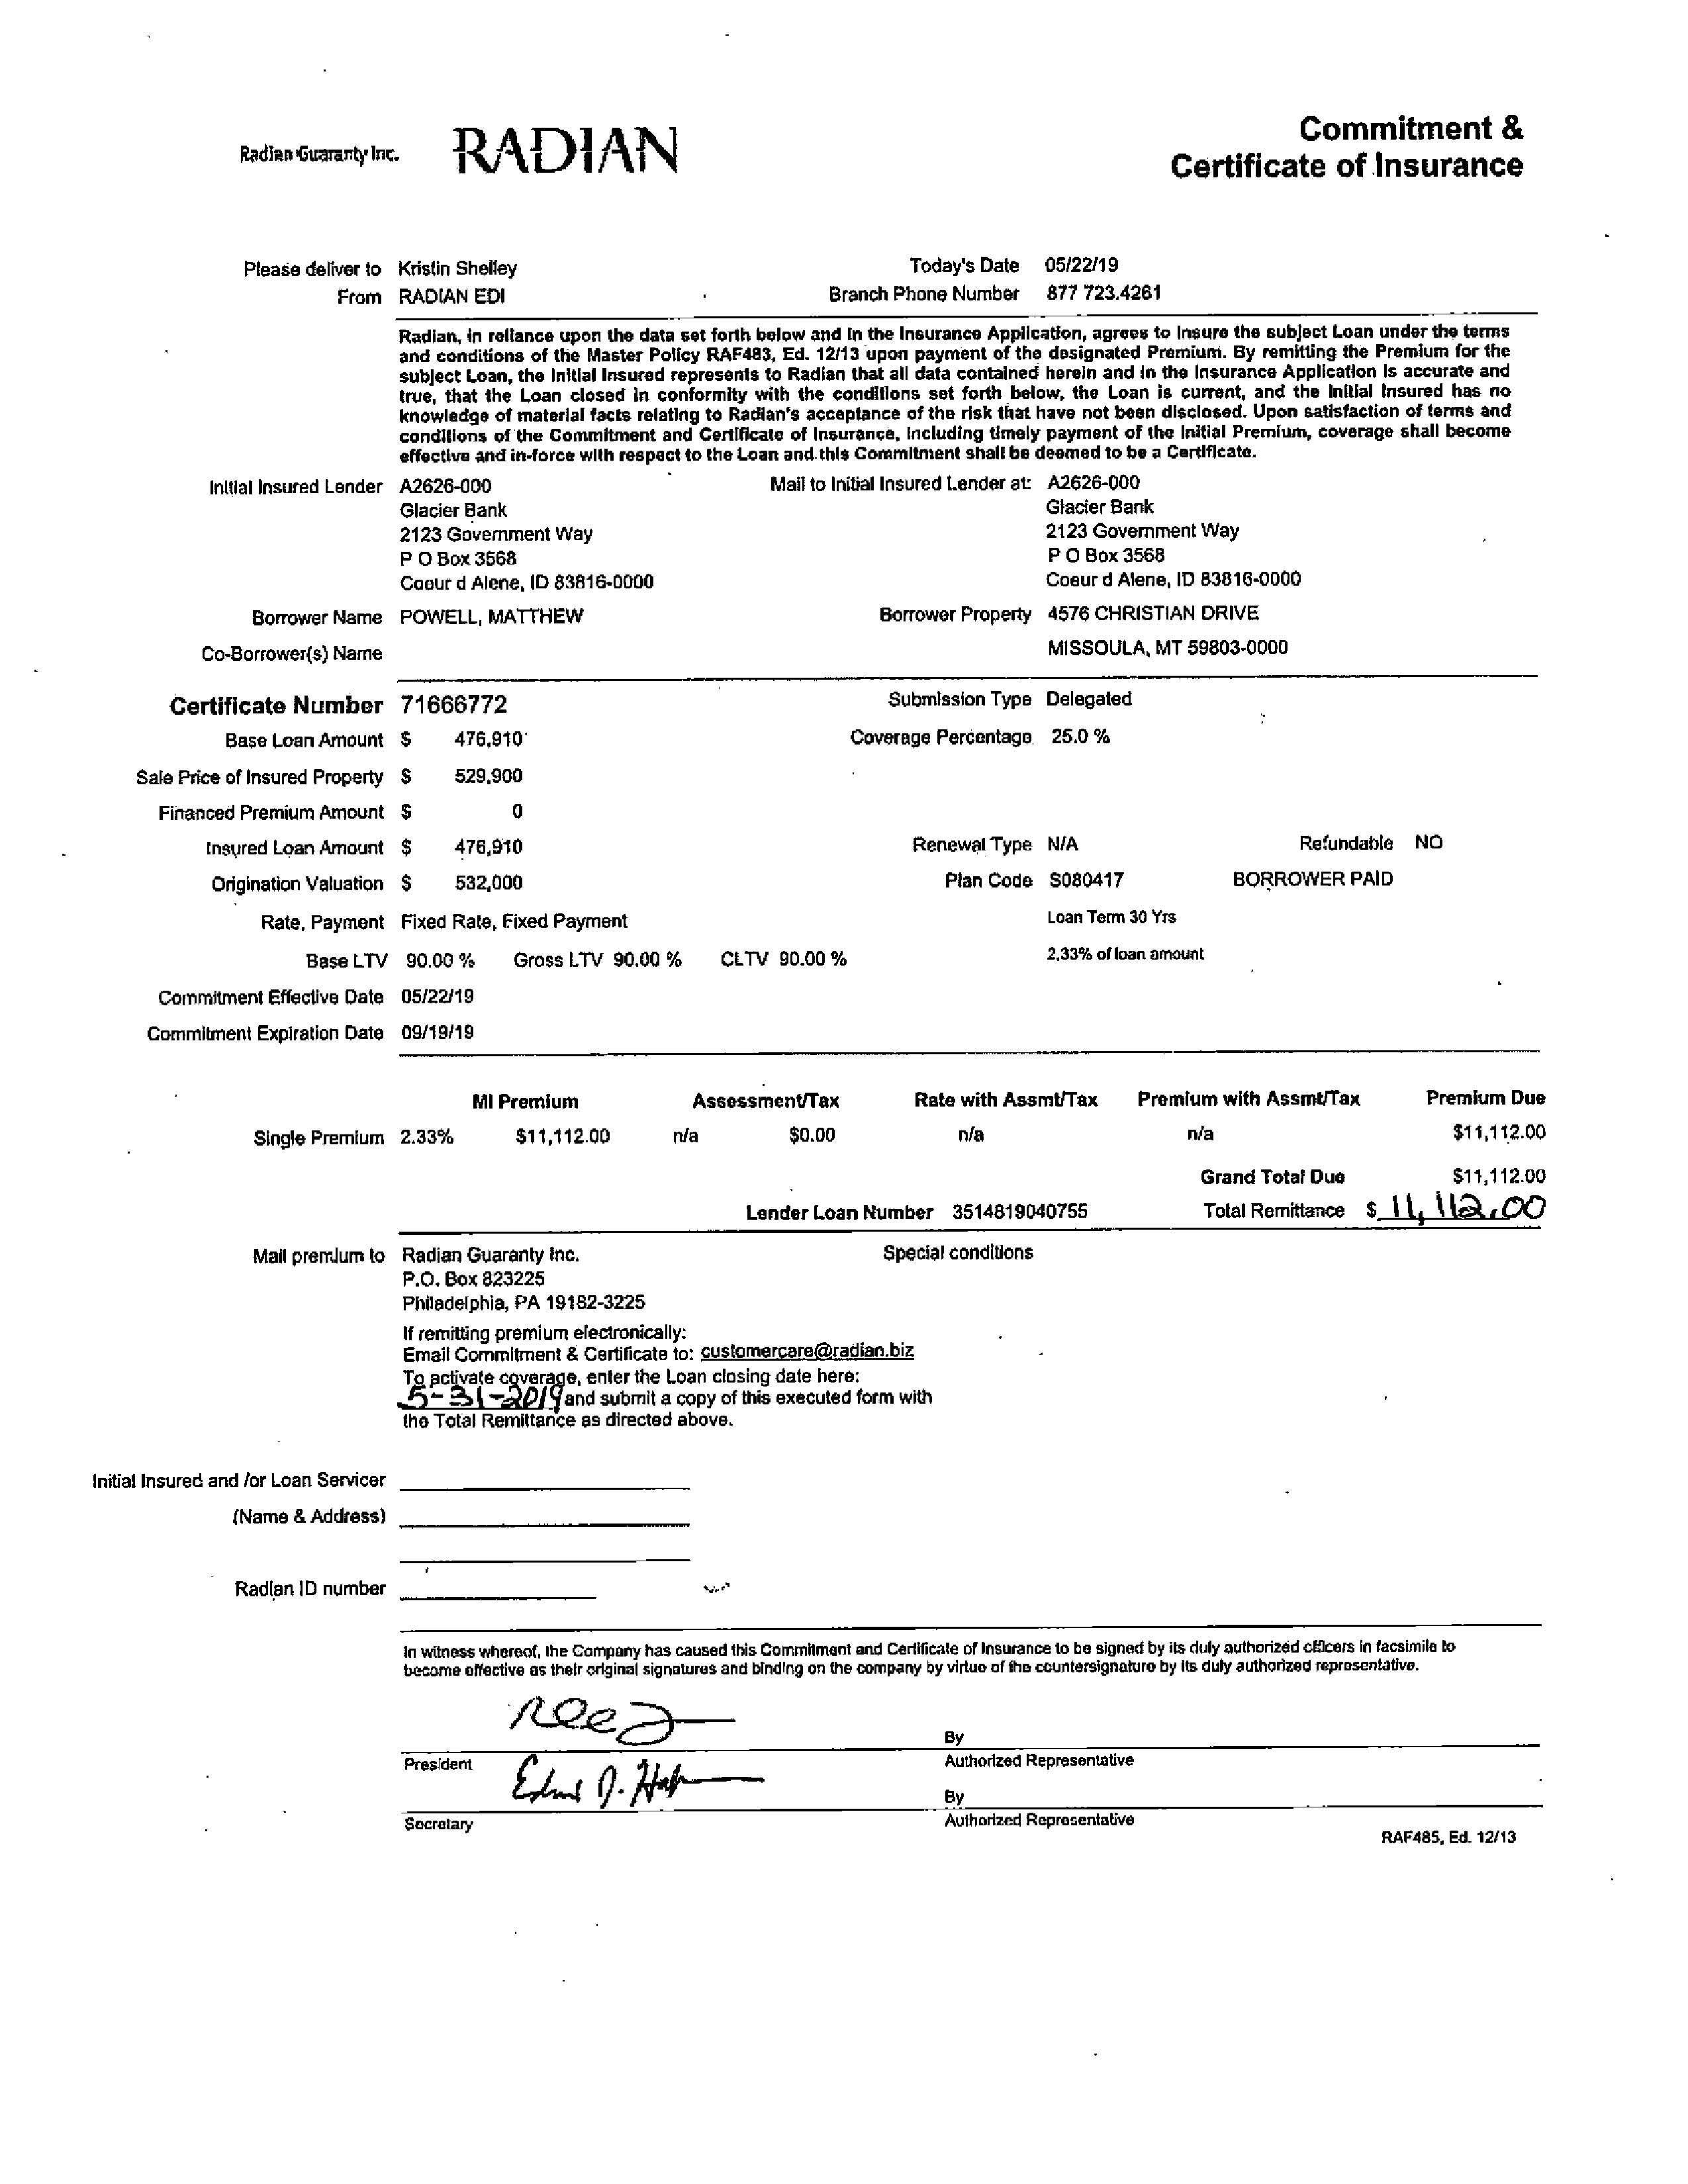 Radian Guaranty Inc. RADIAN
Commitment &
Certificate of Insurance
Please deliver to Kristin Shelley Today's Date 05/22/19
From RADIAN EDI Branch Phone Number 877 723.4261
Radian, in reliance upon the data set forth below and in the Insurance Application, agrees to insure the subject Loan under the terms
and conditions of the Master Policy RAF483, Ed. 12/13 upon payment of the designated Premium. By remitting the Premium for the
subject Loan, the Initial Insured represents to Radian that all data contained herein and in the Insurance Application is accurate and
true, that the Loan closed in conformity with the conditions set forth below, the Loan is current, and the Initial Insured has no
knowledge of material facts relating to Radian's acceptance of the risk that have not been disclosed. Upon satisfaction of terms and
conditions of the Commitment and Certificate of Insurance, including timely payment of the Initial Premium, coverage shall become
effective and in-force with respect to the Loan and this Commitment shall be deemed to be a Certificate.
Initial Insured Lender A2626-000 Mail to Initial Insured Lender at: A2626-000
Glacier Bank Glacier Bank
2123 Government Way 2123 Government Way
P O Box 3568 P O Box 3568
Coeur d Alene, ID 83816-0000 Coeur d Alene, ID 83816-0000
Borrower Name POWELL, MATTHEW Borrower Property 4576 CHRISTIAN DRIVE
Co-Borrower(s) Name MISSOULA, MT 59803-0000
Certificate Number 71666772 Submission Type Delegated
Base Loan Amount $ 476,910 Coverage Percentage 25.0 %
Sale Price of Insured Property $ 529,900
Financed Premium Amount $ 0
Insured Loan Amount $ 476,910 Renewal Type N/A Refundable NO
Origination Valuation $ 532,000 Plan Code S080417 BORROWER PAID
Rate, Payment Fixed Rate, Fixed Payment Loan Term 30 Yrs
Base LTV 90.00 % Gross LTV 90.00 % CLTV 90.00 % 2.33% of loan amount
Commitment Effective Date 05/22/19
Commitment Expiration Date 09/19/19
MI Premium Assessment/Tax Rate with Assmt/Tax Premium with Assmt/Tax Premium Due
Single Premium 2.33% $11,112.00 n/a $0.00 n/a n/a $11,112.00
Grand Total Due $11,112.00
Lender Loan Number 3514819040755 Total Remittance $ 11,112.00
Mail premium to Radian Guaranty Inc. Special conditions
P.O. Box 823225
Philadelphia, PA 19182-3225
If remitting premium electronically:
Email Commitment & Certificate to: customercare@radian.biz
To activate coverage, enter the Loan closing date here:
5-31-2019 and submit a copy of this executed form with
the Total Remittance as directed above.
Initial Insured and /or Loan Servicer
(Name & Address)
Radian ID number
In witness whereof, the Company has caused this Commitment and Certificate of Insurance to be signed by its duly authorized officers in facsimile to
become effective as their original signatures and binding on the company by virtue of the countersignature by its duly authorized representative.
By
President Authorized Representative
By
Secretary Authorized Representative
RAF485, Ed. 12/13